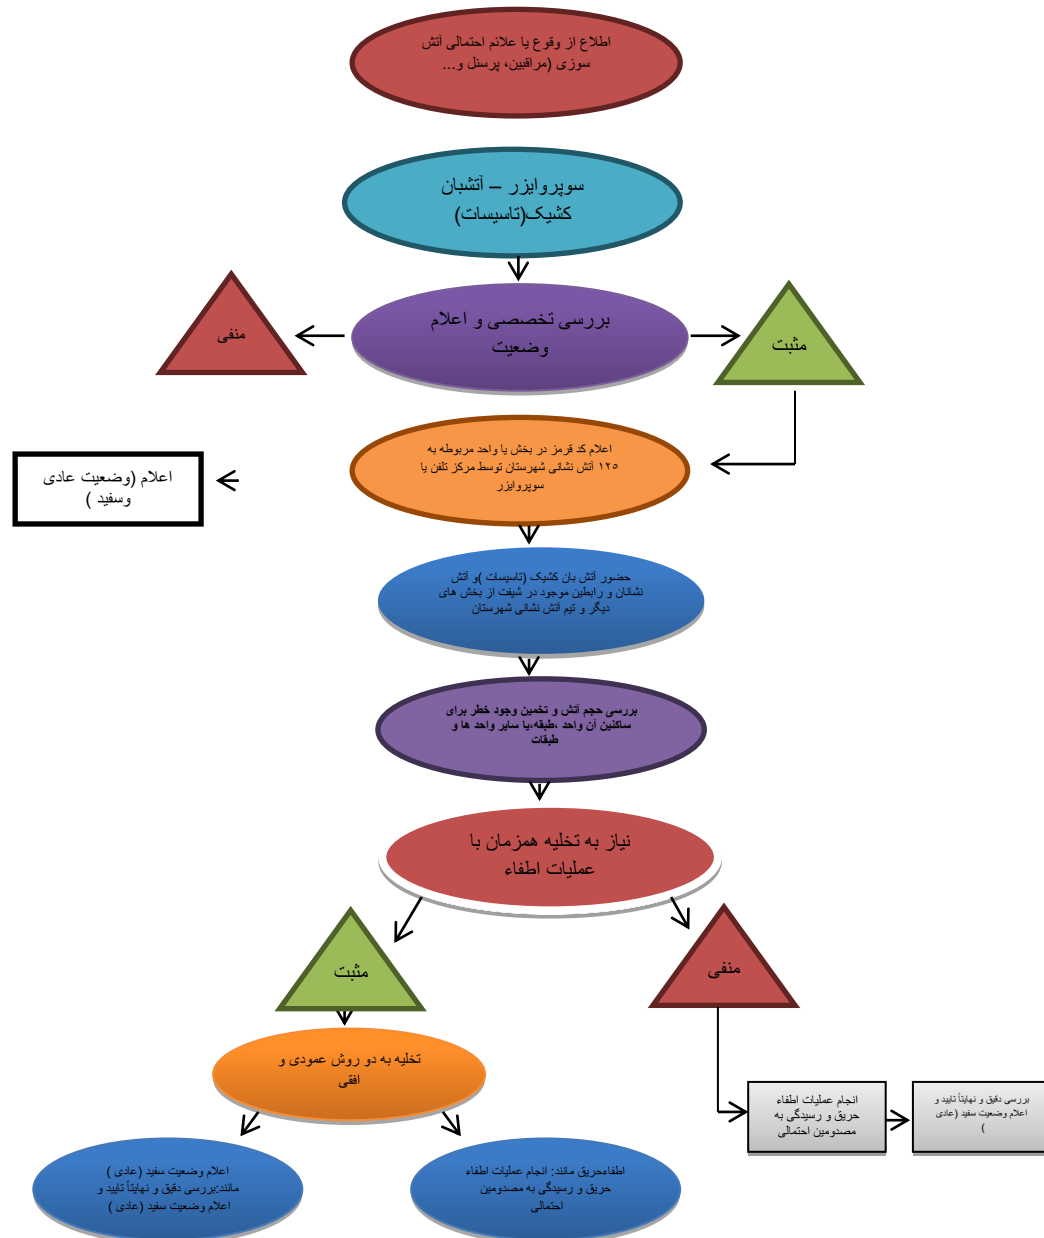 اطلاع از وقوع یا علائم احتمالی آتش
سوزی (مراقبین، پرسنل و...
سوپروایزر – آتشبان
کشیک(تاسیسات)
بررسی تخصصی و اعلام
وضعیت
منفی
مثبت
اعلام کد قرمز در بخش یا واحد مربوطه به
۱۲۵ آتش نشانی شهرستان توسط مرکز تلفن یا
سوپروایزر
اعلام (وضعیت عادی
وسفید )
حضور آتش بان کشیک (تاسیسات )و آتش
نشانان و رابطین موجود در شیفت از بخش های
دیگر و تیم آتش نشانی شهرستان
بررسی حجم آتش و تخمین وجود خطر برای
ساکنین آن واحد ،طبقه،یا سایر واحد ها و
طبقات
نیاز به تخلیه همزمان با
عملیات اطفاء
مثبت
منفی
تخلیه به دو روش عمودی و
افقی
انجام عملیات اطفاء
حریق و رسیدگی به
مصدومین احتمالی
بررسی دقیق و نهایتاً تایید و
اعلام وضعیت سفید (عادی
)
اطفاءحریق مانند: انجام عملیات اطفاء
حریق و رسیدگی به مصدومین
احتمالی
اعلام وضعیت سفید (عادی )
مانند:بررسی دقیق و نهایتاً تایید و
اعلام وضعیت سفید (عادی )